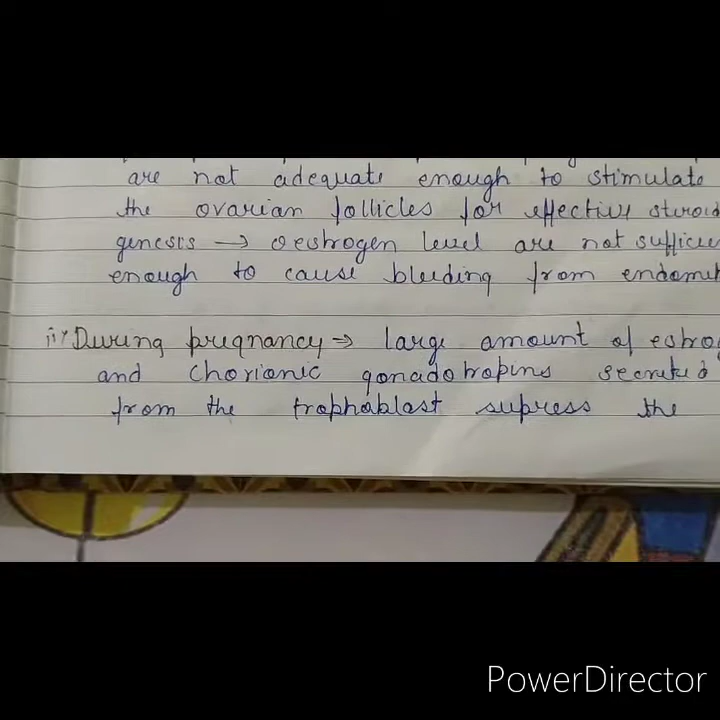 are not adequate enough to stimulate
the ovarian follicles for effective steroid
genesis → oestrogen level are not sufficien
enough to cause bleeding from endomet
ii) During pregnancy ⇒ large amount of estro
and chorionic gonadotropins secreted
from the trophoblast supress the
PowerDirector